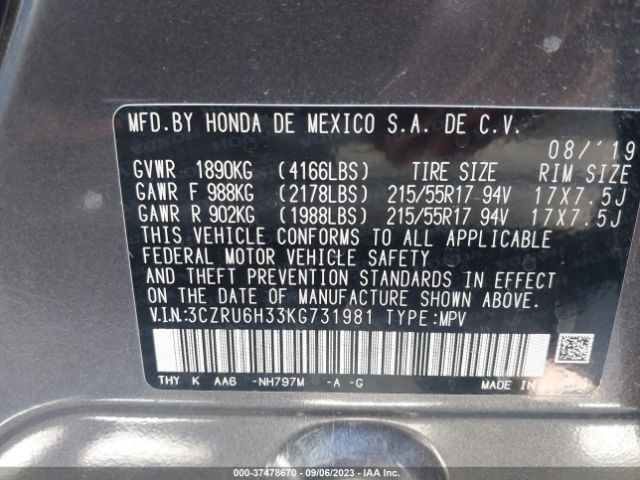 MFD.BY HONDA DE MEXICO S.A. DE C.V.
08/'19
GVWR 1890KG (4166LBS) TIRE SIZE RIM SIZE
GAWR F 988KG (2178LBS) 215/55R17 94V 17X7.5J
GAWR R 902KG (1988LBS) 215/55R17 94V 17X7.5J
THIS VEHICLE CONFORMS TO ALL APPLICABLE
FEDERAL MOTOR VEHICLE SAFETY
AND THEFT PREVENTION STANDARDS IN EFFECT
ON THE DATE OF MANUFACTURE SHOWN ABOVE.
V.I.N:3CZRU6H33KG731981 TYPE:MPV
THY K AA6 -NH797M -A -G MADE IN
000-37478670 - 09/06/2023 - IAA Inc.